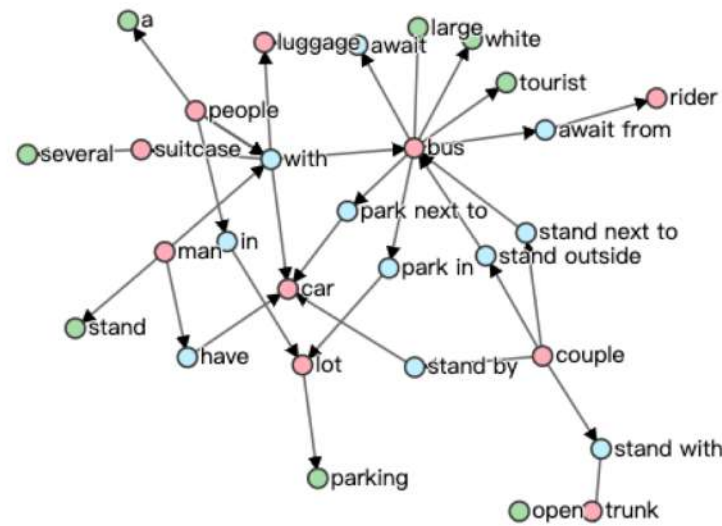 a
large
luggage
await
white
tourist
rider
people
await from
bus
several
suitcase
with
park next to
stand next to
man
in
stand outside
park in
car
stand
have
lot
stand by
couple
stand with
parking
open
trunk